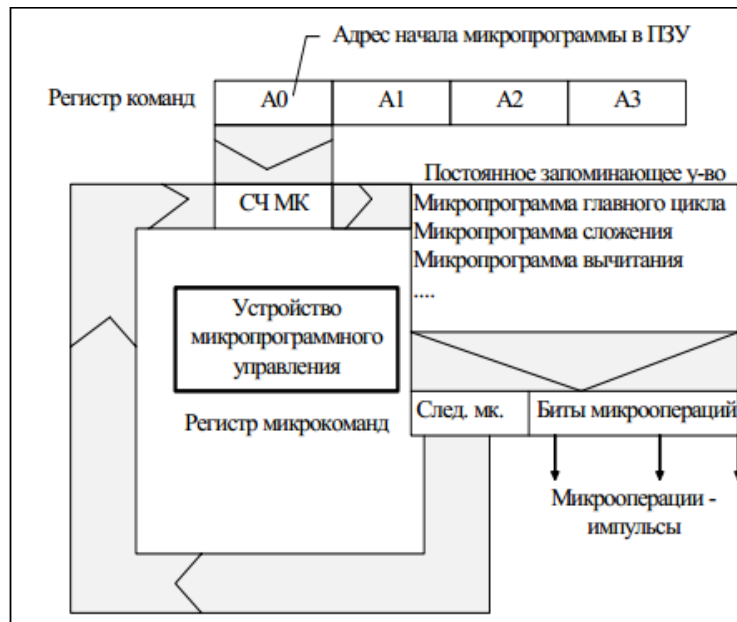 Адрес начала микропрограммы в ПЗУ
Регистр команд
А0 А1 А2 А3
Постоянное запоминающее у-во
СЧ МК
Микропрограмма главного цикла
Микропрограмма сложения
Микропрограмма вычитания
....
Устройство
микропрограммного
управления
Регистр микрокоманд
След. мк.
Биты микроопераций
Микрооперации -
импульсы